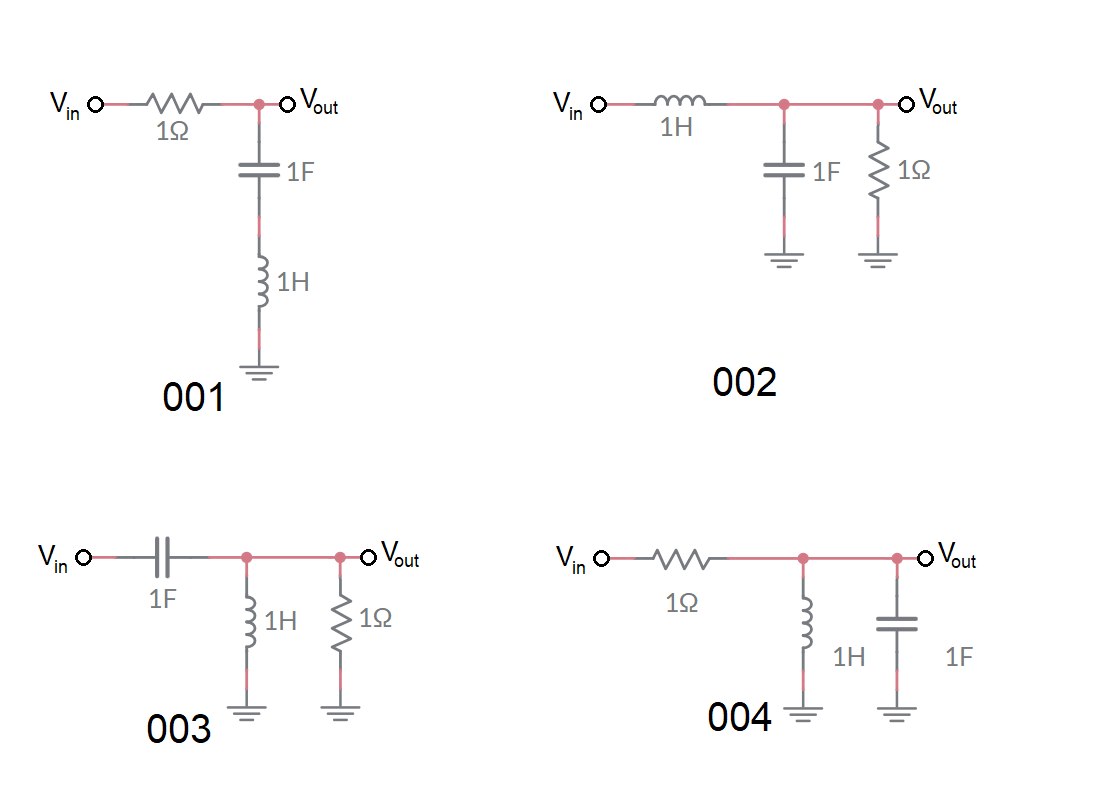 Vin 1Ω Vout
1F
1H
001
Vin 1H Vout
1F 1Ω
002
Vin 1F Vout
1H 1Ω
003
Vin 1Ω Vout
1H 1F
004